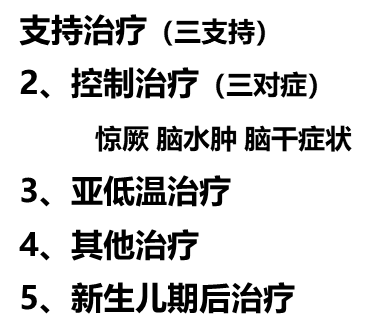 支持治疗（三支持）
2、控制治疗（三对症）
惊厥 脑水肿 脑干症状
3、亚低温治疗
4、其他治疗
5、新生儿期后治疗